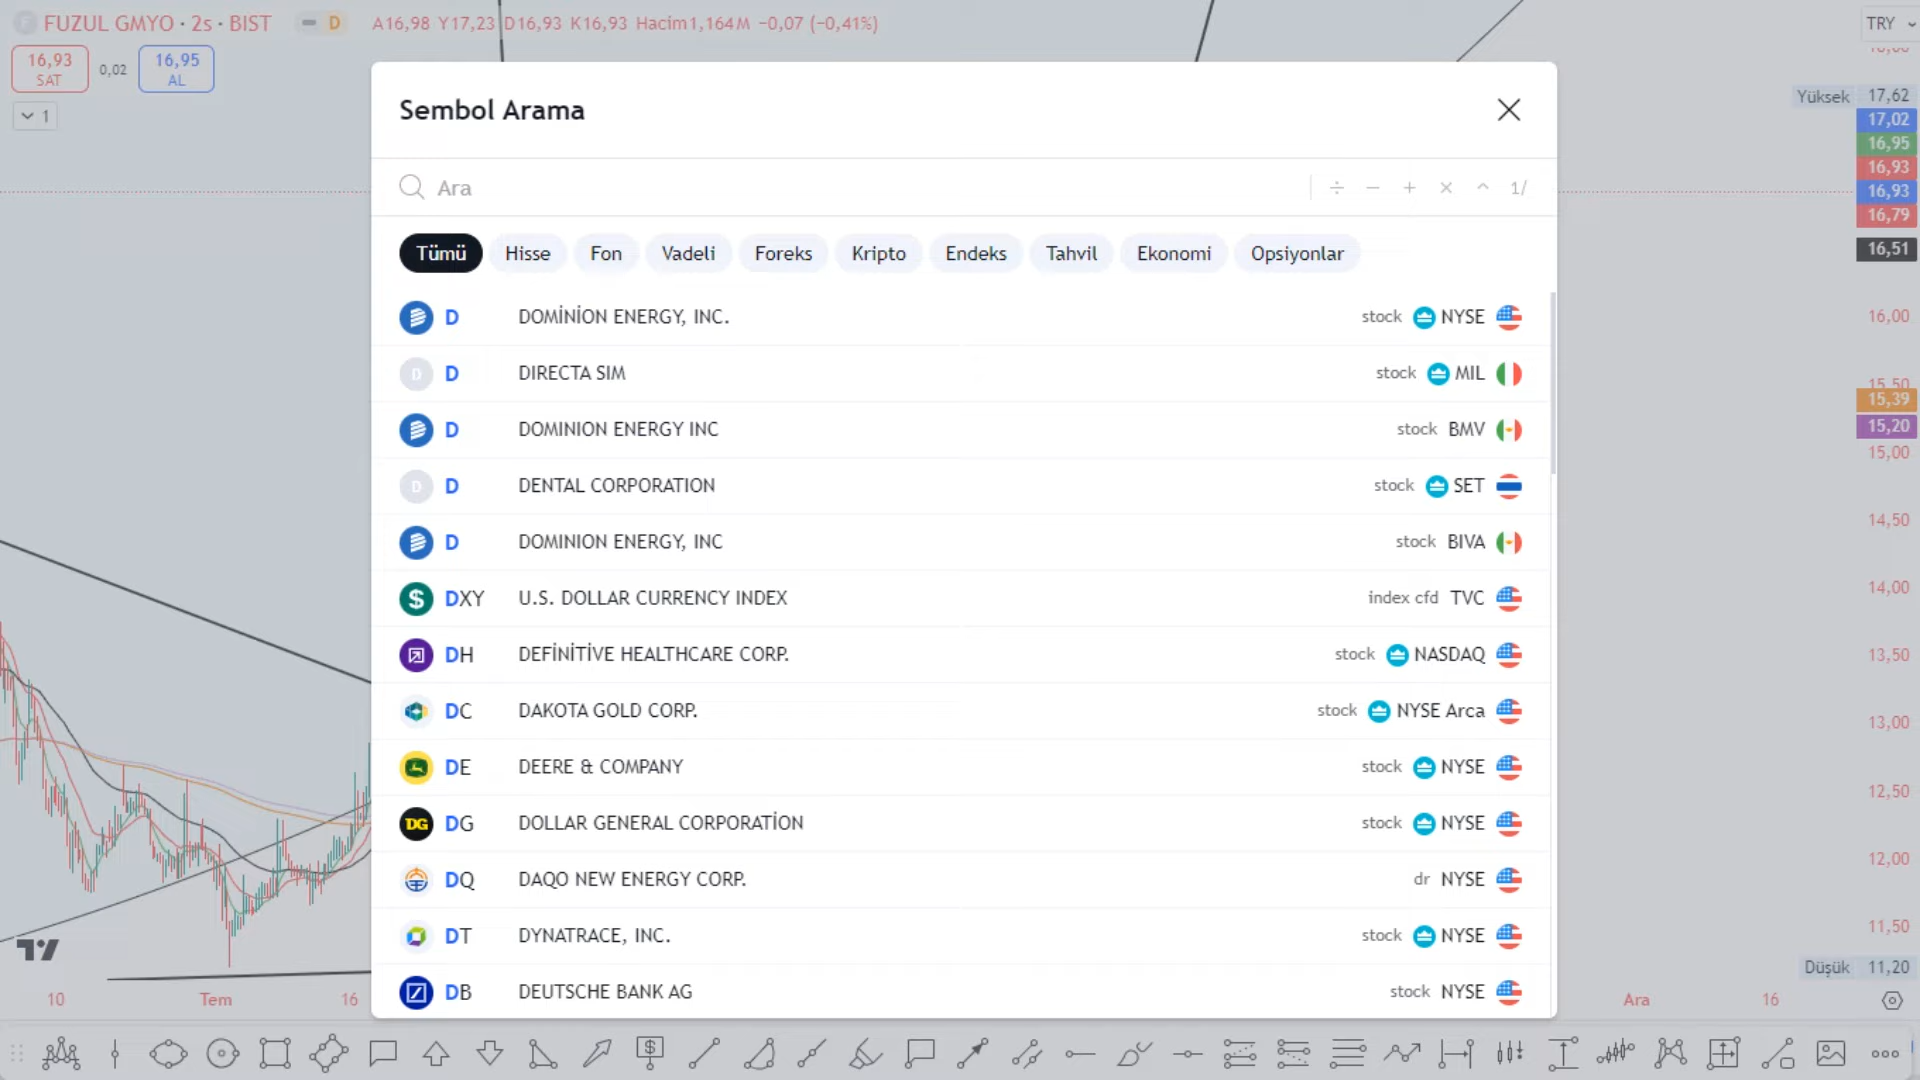 FUZUL GMYO · 2s · BIST D A16,98 Y17,23 D16,93 K16,93 Hacim1,164M −0,07 (−0,41%)
TRY
16,93 SAT 0,02 16,95 AL
1
Sembol Arama
Ara ÷ − + × ^ 1/
Tümü Hisse Fon Vadeli Foreks Kripto Endeks Tahvil Ekonomi Opsiyonlar
D DOMİNİON ENERGY, INC. stock NYSE
D D DIRECTA SIM stock MIL
D DOMINION ENERGY INC stock BMV
D D DENTAL CORPORATION stock SET
D DOMINION ENERGY, INC stock BIVA
$ DXY U.S. DOLLAR CURRENCY INDEX index cfd TVC
DH DEFİNİTİVE HEALTHCARE CORP. stock NASDAQ
DC DAKOTA GOLD CORP. stock NYSE Arca
DE DEERE & COMPANY stock NYSE
DG DG DOLLAR GENERAL CORPORATİON stock NYSE
DQ DAQO NEW ENERGY CORP. dr NYSE
DT DYNATRACE, INC. stock NYSE
DB DEUTSCHE BANK AG stock NYSE
Yüksek 17,62
17,02
16,95
16,93
16,93
16,79
16,51
16,00
15,50
15,39
15,20
15,00
14,50
14,00
13,50
13,00
12,50
12,00
11,50
Düşük 11,20
10 Tem 16 Ara 16